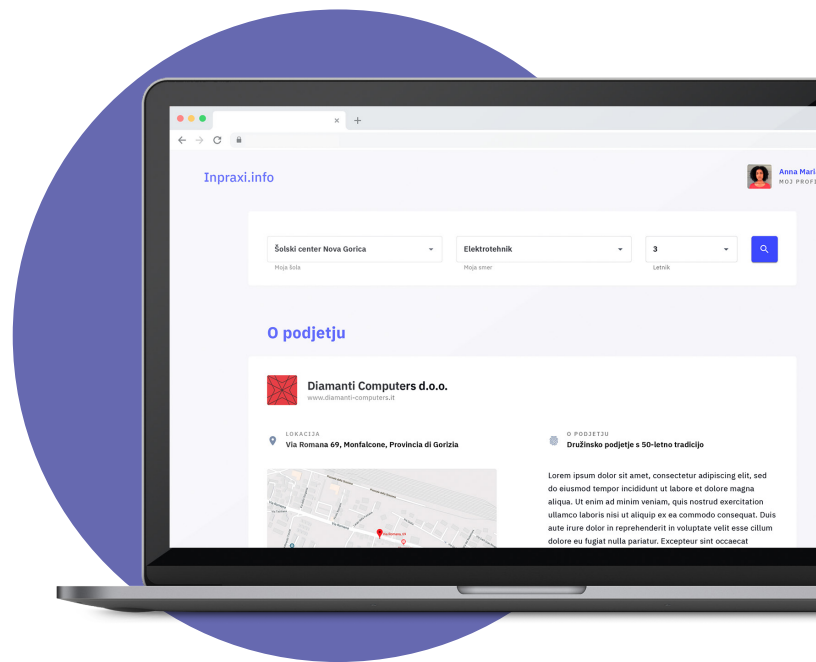 Inpraxi.info
Anna Mari
MOJ PROFI
Šolski center Nova Gorica
Elektrotehnik
3
Moja šola
Moja smer
Letnik
O podjetju
Diamanti Computers d.o.o.
www.diamanti-computers.it
LOKACIJA
Via Romana 69, Monfalcone, Provincia di Gorizia
O PODJETJU
Družinsko podjetje s 50-letno tradicijo
Lorem ipsum dolor sit amet, consectetur adipiscing elit, sed
do eiusmod tempor incididunt ut labore et dolore magna
aliqua. Ut enim ad minim veniam, quis nostrud exercitation
ullamco laboris nisi ut aliquip ex ea commodo consequat. Duis
aute irure dolor in reprehenderit in voluptate velit esse cillum
dolore eu fugiat nulla pariatur. Excepteur sint occaecat